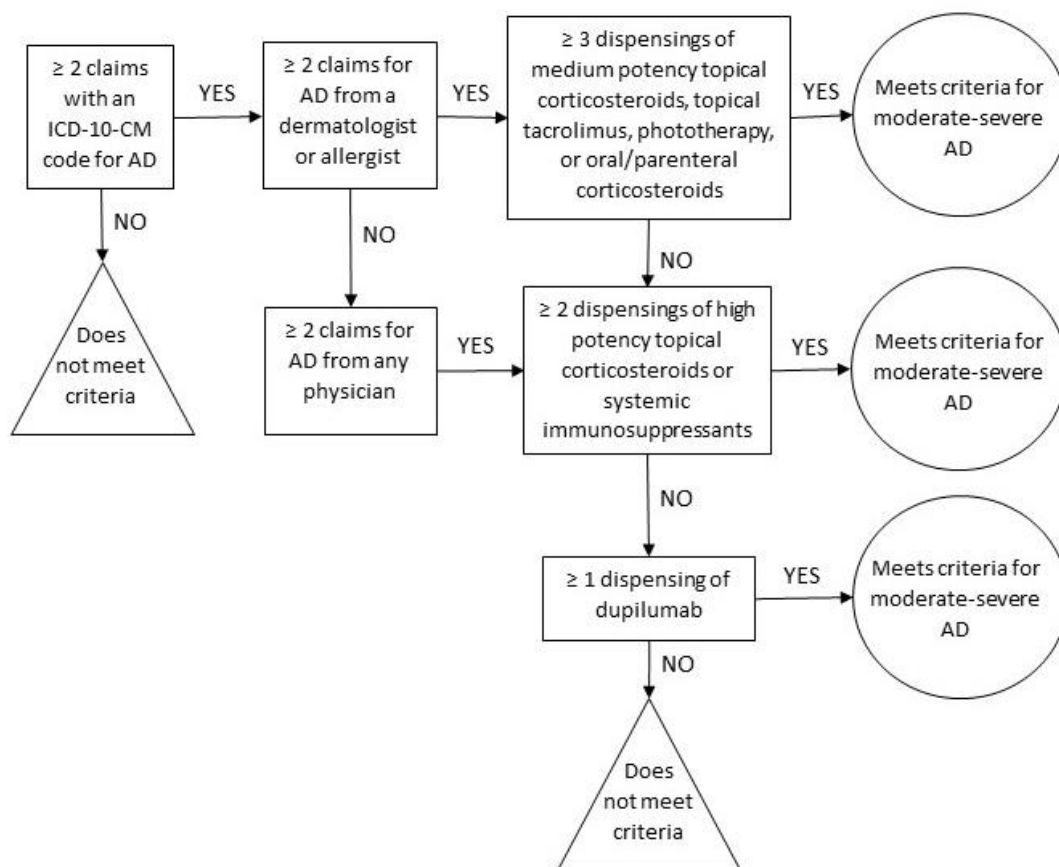 ≥ 2 claims
with an
ICD-10-CM
code for AD
YES
≥ 2 claims for
AD from a
dermatologist
or allergist
YES
≥ 3 dispensings of
medium potency topical
corticosteroids, topical
tacrolimus, phototherapy,
or oral/parenteral
corticosteroids
YES
Meets criteria for
moderate-severe
AD
NO
NO
NO
Does
not meet
criteria
≥ 2 claims for
AD from any
physician
YES
≥ 2 dispensings of high
potency topical
corticosteroids or
systemic
immunosuppressants
YES
Meets criteria for
moderate-severe
AD
NO
≥ 1 dispensing of
dupilumab
YES
Meets criteria for
moderate-severe
AD
NO
Does
not meet
criteria